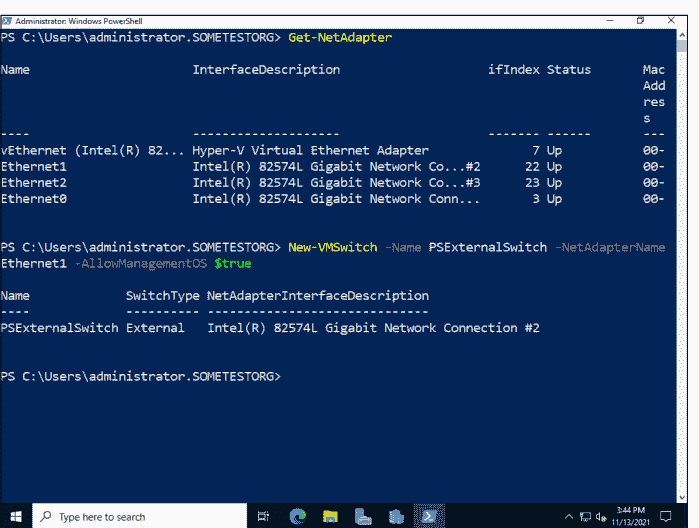 Administrator: Windows PowerShell
PS C:\Users\administrator.SOMETESTORG> Get-NetAdapter
Name InterfaceDescription ifIndex Status Mac
Add
res
s
---- -------------------- ------- ------ ---
vEthernet (Intel(R) 82... Hyper-V Virtual Ethernet Adapter 7 Up 00-
Ethernet1 Intel(R) 82574L Gigabit Network Co...#2 22 Up 00-
Ethernet2 Intel(R) 82574L Gigabit Network Co...#3 23 Up 00-
Ethernet0 Intel(R) 82574L Gigabit Network Conn... 3 Up 00-
PS C:\Users\administrator.SOMETESTORG> New-VMSwitch -Name PSExternalSwitch -NetAdapterName
Ethernet1 -AllowManagementOS $true
Name SwitchType NetAdapterInterfaceDescription
---- ---------- ------------------------------
PSExternalSwitch External Intel(R) 82574L Gigabit Network Connection #2
PS C:\Users\administrator.SOMETESTORG>
Type here to search
3:44 PM
11/13/2021